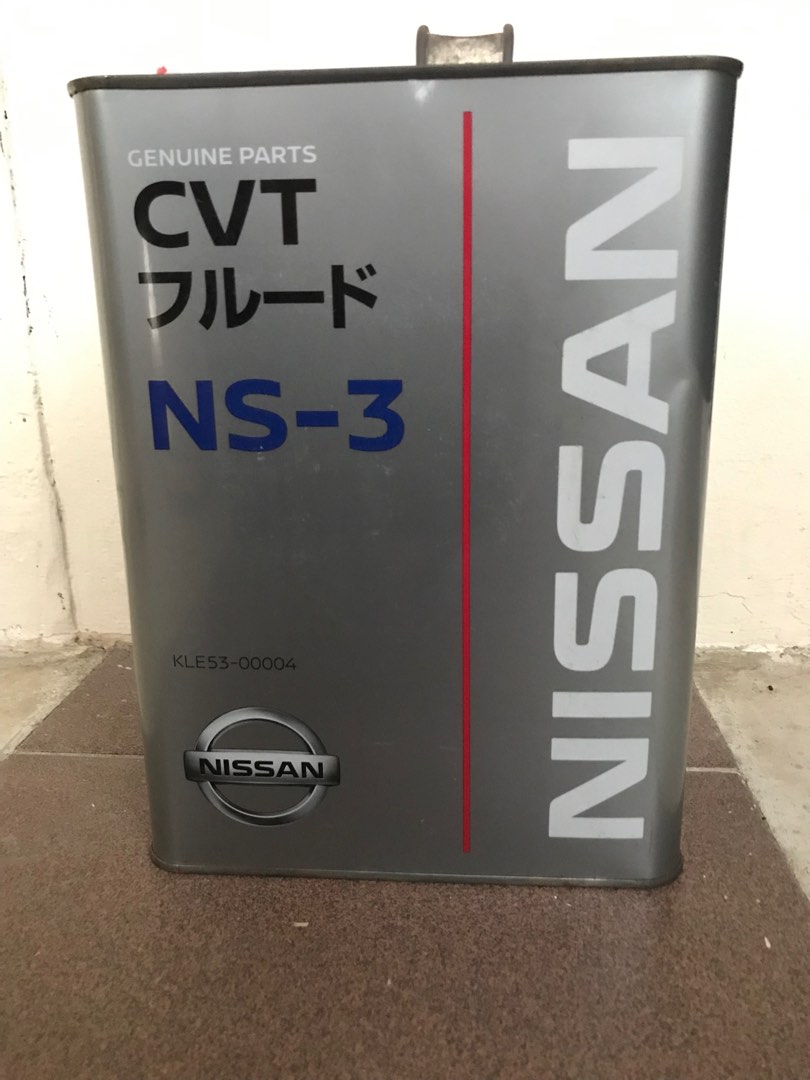 GENUINE PARTS
CVT
フルード
NS-3
KLE53-00004
NISSAN
NISSAN